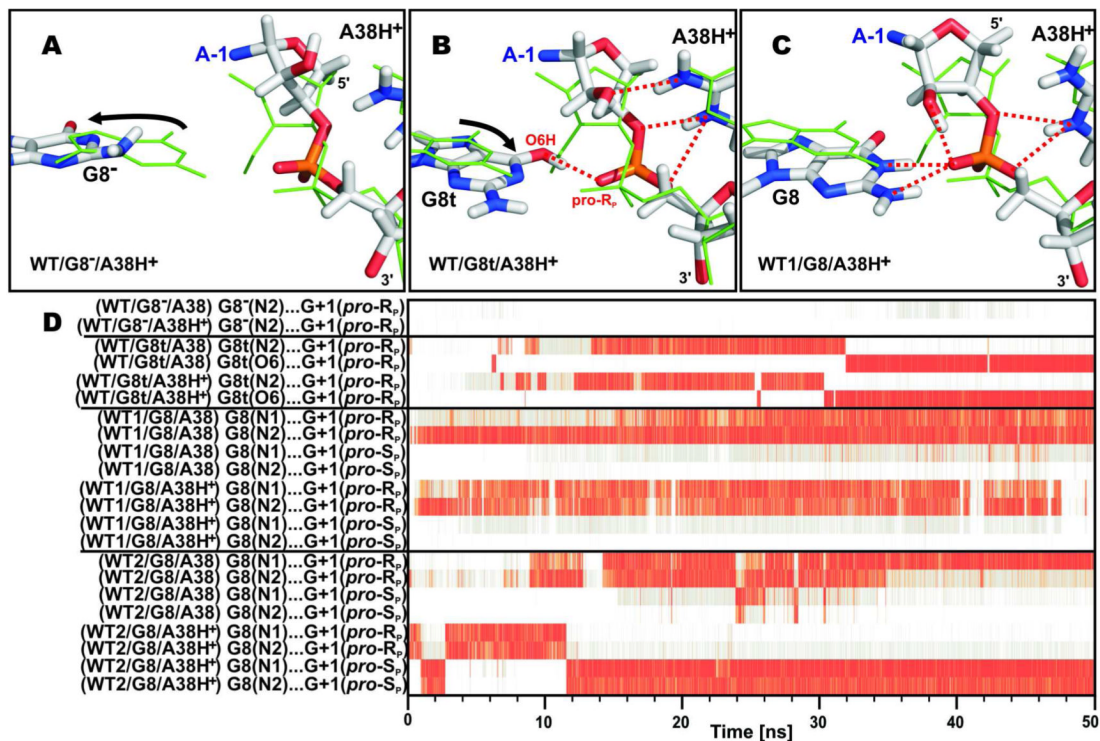 A
A-1
5'
A38H⁺
G8⁻
WT/G8⁻/A38H⁺
3'
B
A-1
A38H⁺
O6H
G8t
pro-Rₚ
WT/G8t/A38H⁺
3'
C
A-1
5'
A38H⁺
G8
WT1/G8/A38H⁺
3'
D
(WT/G8⁻/A38) G8⁻(N2)...G+1(pro-Rₚ)
(WT/G8⁻/A38H⁺) G8⁻(N2)...G+1(pro-Rₚ)
(WT/G8t/A38) G8t(N2)...G+1(pro-Rₚ)
(WT/G8t/A38) G8t(O6)...G+1(pro-Rₚ)
(WT/G8t/A38H⁺) G8t(N2)...G+1(pro-Rₚ)
(WT/G8t/A38H⁺) G8t(O6)...G+1(pro-Rₚ)
(WT1/G8/A38) G8(N1)...G+1(pro-Rₚ)
(WT1/G8/A38) G8(N2)...G+1(pro-Rₚ)
(WT1/G8/A38) G8(N1)...G+1(pro-Sₚ)
(WT1/G8/A38) G8(N2)...G+1(pro-Sₚ)
(WT1/G8/A38H⁺) G8(N1)...G+1(pro-Rₚ)
(WT1/G8/A38H⁺) G8(N2)...G+1(pro-Rₚ)
(WT1/G8/A38H⁺) G8(N1)...G+1(pro-Sₚ)
(WT1/G8/A38H⁺) G8(N2)...G+1(pro-Sₚ)
(WT2/G8/A38) G8(N1)...G+1(pro-Rₚ)
(WT2/G8/A38) G8(N2)...G+1(pro-Rₚ)
(WT2/G8/A38) G8(N1)...G+1(pro-Sₚ)
(WT2/G8/A38) G8(N2)...G+1(pro-Sₚ)
(WT2/G8/A38H⁺) G8(N1)...G+1(pro-Rₚ)
(WT2/G8/A38H⁺) G8(N2)...G+1(pro-Rₚ)
(WT2/G8/A38H⁺) G8(N1)...G+1(pro-Sₚ)
(WT2/G8/A38H⁺) G8(N2)...G+1(pro-Sₚ)
0 10 20 30 40 50
Time [ns]